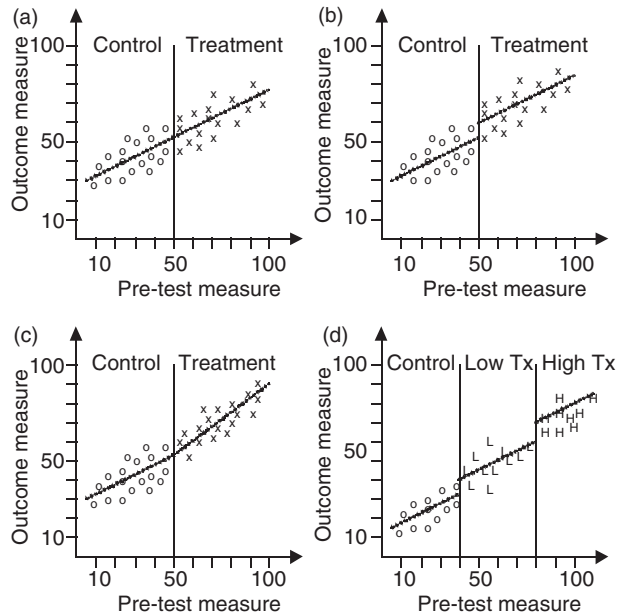 (a)
Control Treatment
100
50
10
Outcome measure
10 50 100
Pre-test measure
(b)
Control Treatment
100
50
10
Outcome measure
10 50 100
Pre-test measure
(c)
Control Treatment
100
50
10
Outcome measure
10 50 100
Pre-test measure
(d)
Control Low Tx High Tx
100
50
10
Outcome measure
10 50 100
Pre-test measure